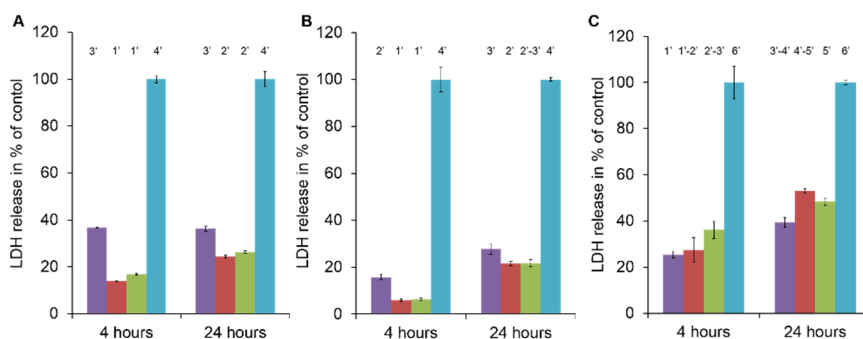 A
120
100
80
60
40
20
0
LDH release in % of contol
3' 1' 1' 4' 3' 2' 2' 4'
4 hours 24 hours
B
120
100
80
60
40
20
0
LDH release in % of control
2' 1' 1' 4' 3' 2' 2'-3' 4'
4 hours 24 hours
C
120
100
80
60
40
20
0
LDH release in % of control
1' 1'-2' 2'-3' 6' 3'-4' 4'-5' 5' 6'
4 hours 24 hours